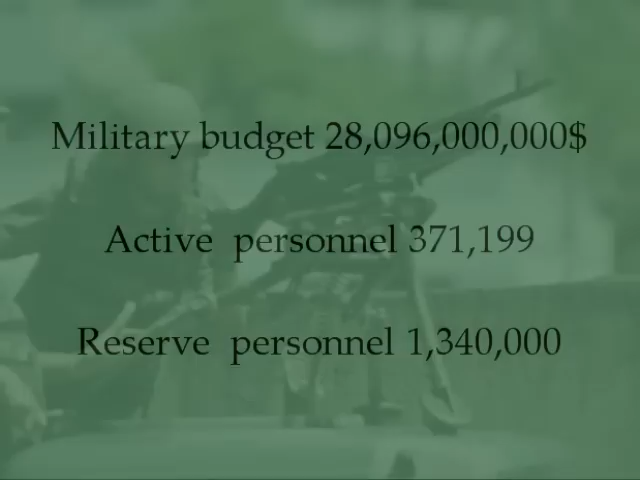 Military budget 28,096,000,000$
Active personnel 371,199
Reserve personnel 1,340,000